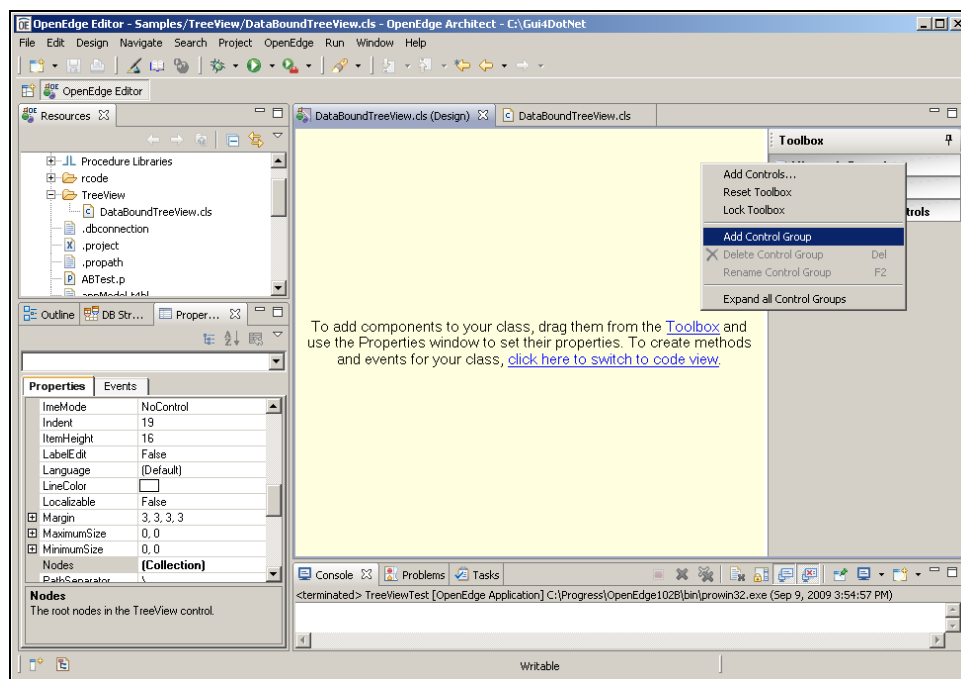 OpenEdge Editor - Samples/TreeView/DataBoundTreeView.cls - OpenEdge Architect - C:\Gui4DotNet
File Edit Design Navigate Search Project OpenEdge Run Window Help
OpenEdge Editor
Resources
Procedure Libraries
rcode
TreeView
DataBoundTreeView.cls
.dbconnection
.project
.propath
ABTest.p
DataBoundTreeView.cls (Design) DataBoundTreeView.cls
To add components to your class, drag them from the Toolbox and
use the Properties window to set their properties. To create methods
and events for your class, click here to switch to code view.
Toolbox
trols
Add Controls...
Reset Toolbox
Lock Toolbox
Add Control Group
Delete Control Group Del
Rename Control Group F2
Expand all Control Groups
Outline DB Str... Proper...
Properties Events
ImeMode NoControl
Indent 19
ItemHeight 16
LabelEdit False
Language (Default)
LineColor
Localizable False
Margin 3, 3, 3, 3
MaximumSize 0, 0
MinimumSize 0, 0
Nodes (Collection)
PathSeparator \
Nodes
The root nodes in the TreeView control.
Console Problems Tasks
<terminated> TreeViewTest [OpenEdge Application] C:\Progress\OpenEdge102B\bin\prowin32.exe (Sep 9, 2009 3:54:57 PM)
Writable